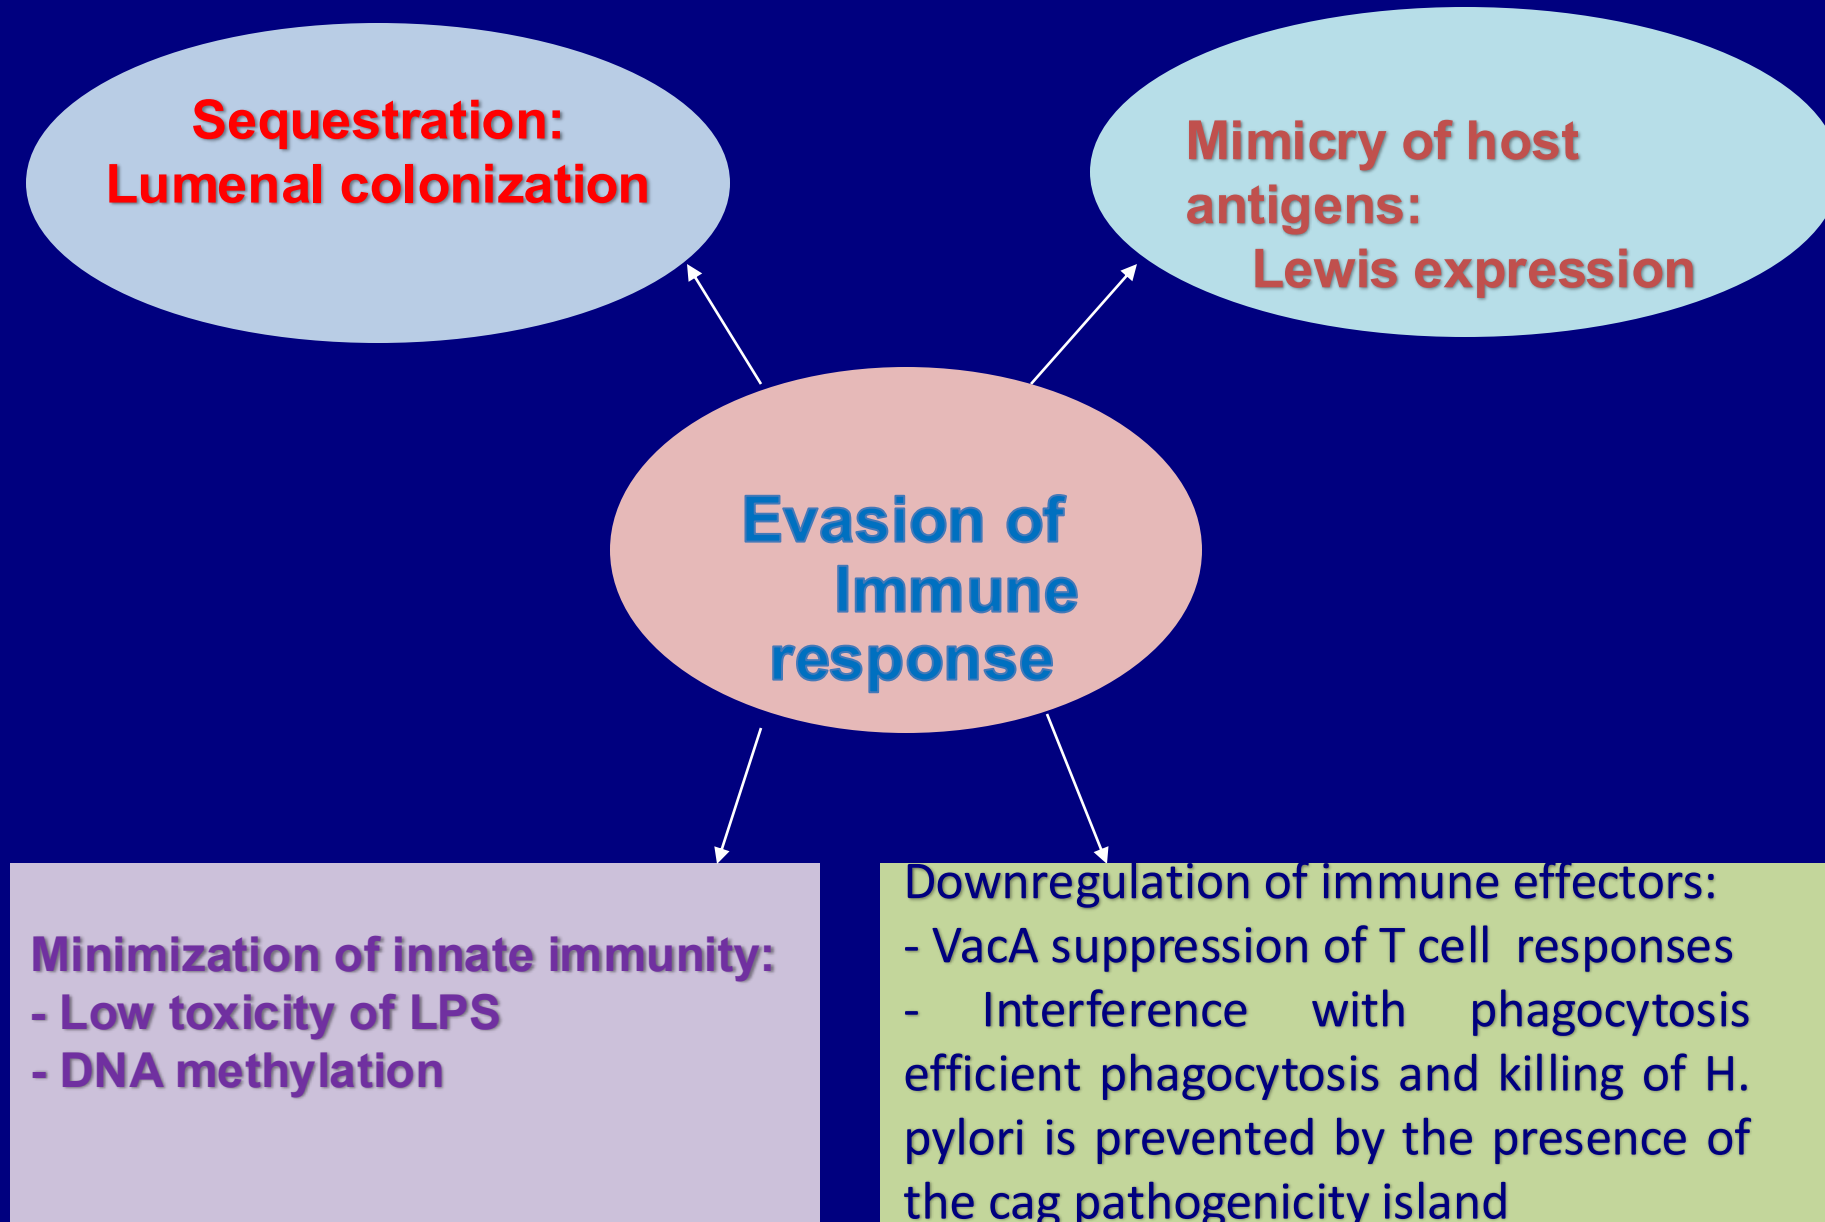 Sequestration:
Lumenal colonization
Mimicry of host
antigens:
Lewis expression
Evasion of
Immune
response
Minimization of innate immunity:
- Low toxicity of LPS
- DNA methylation
Downregulation of immune effectors:
- VacA suppression of T cell  responses
- Interference with phagocytosis
efficient phagocytosis and killing of H.
pylori is prevented by the presence of
the cag pathogenicity island